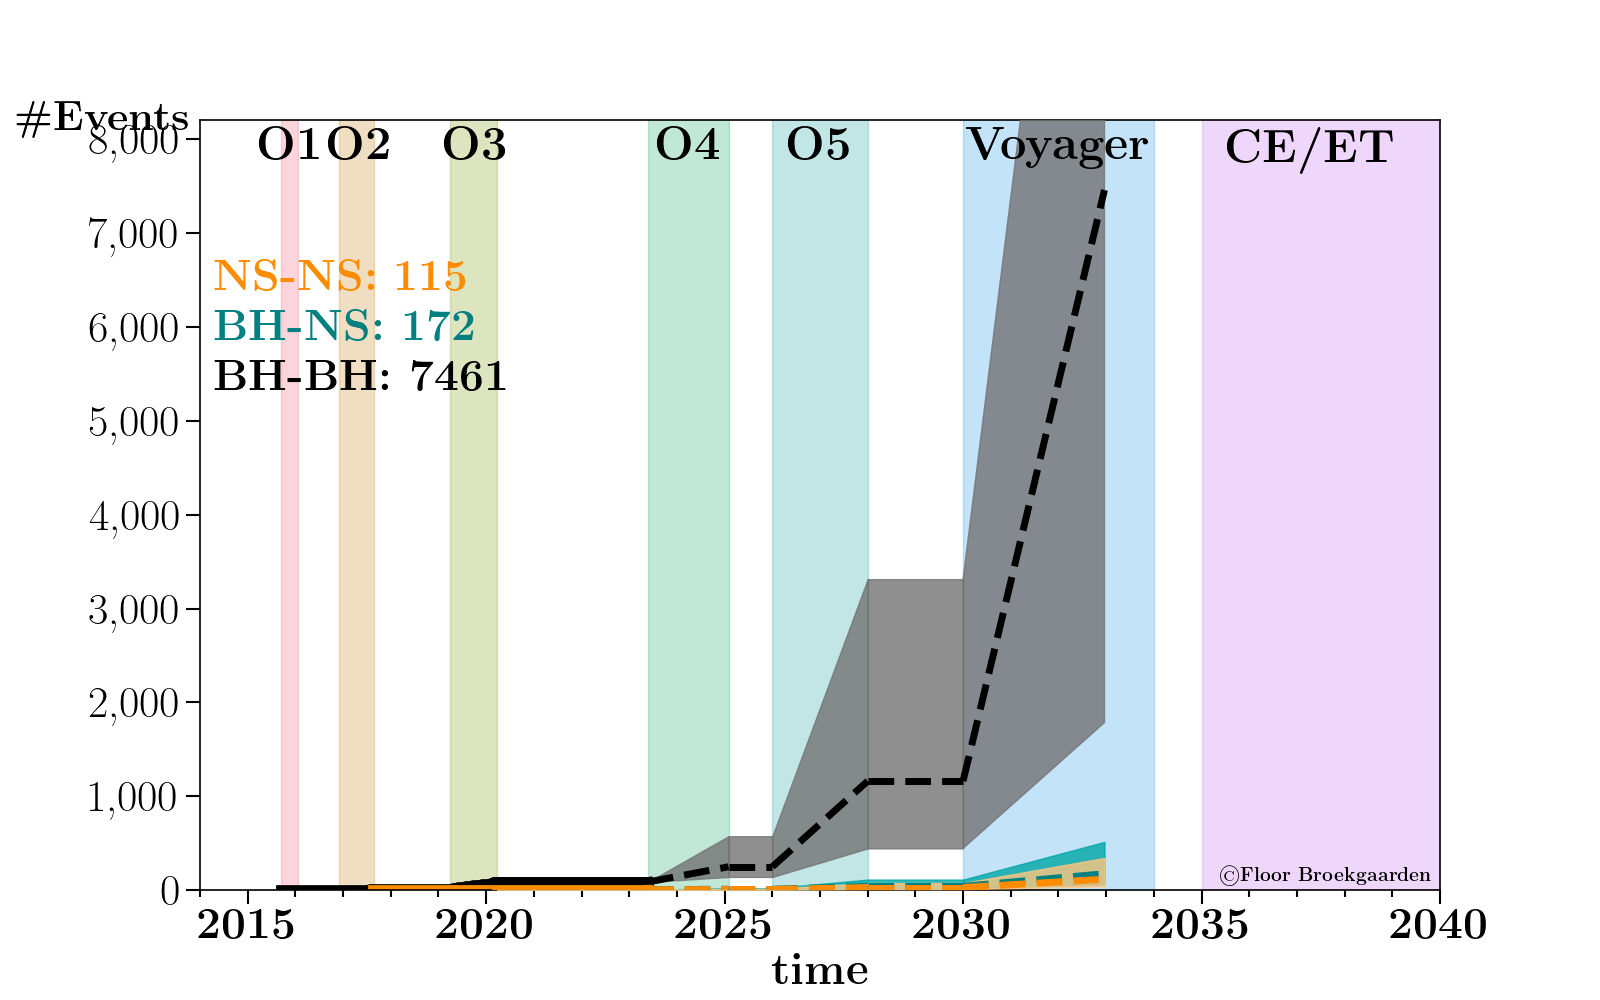 #Events
8,000
O1 O2 O3 O4 O5 Voyager CE/ET
7,000
NS-NS: 115
6,000
BH-NS: 172
BH-BH: 7461
5,000
4,000
3,000
2,000
1,000
0
©Floor Broekgaarden
2015 2020 2025 2030 2035 2040
time